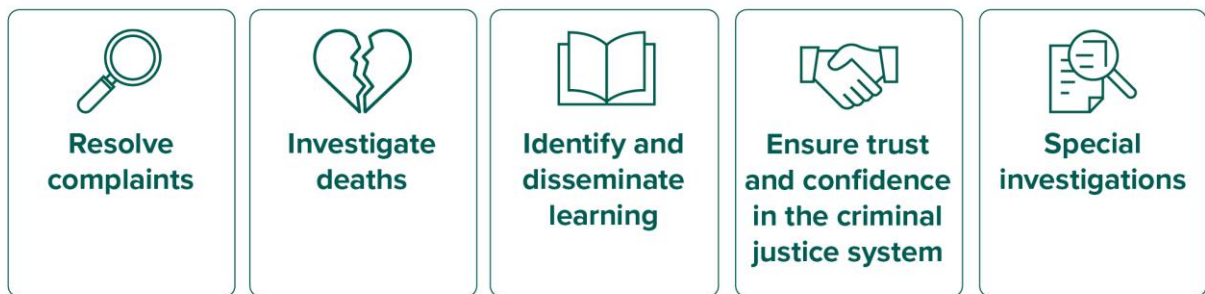 Resolve
complaints
Investigate
deaths
Identify and
disseminate
learning
Ensure trust
and confidence
in the criminal
justice system
Special
investigations